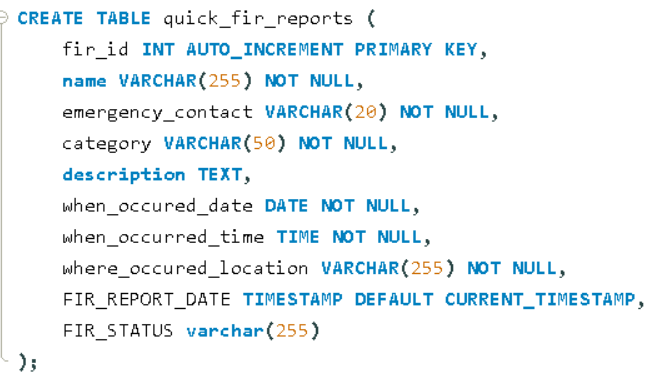 CREATE TABLE quick_fir_reports (
fir_id INT AUTO_INCREMENT PRIMARY KEY,
name VARCHAR(255) NOT NULL,
emergency_contact VARCHAR(20) NOT NULL,
category VARCHAR(50) NOT NULL,
description TEXT,
when_occured_date DATE NOT NULL,
when_occurred_time TIME NOT NULL,
where_occured_location VARCHAR(255) NOT NULL,
FIR_REPORT_DATE TIMESTAMP DEFAULT CURRENT_TIMESTAMP,
FIR_STATUS varchar(255)
);